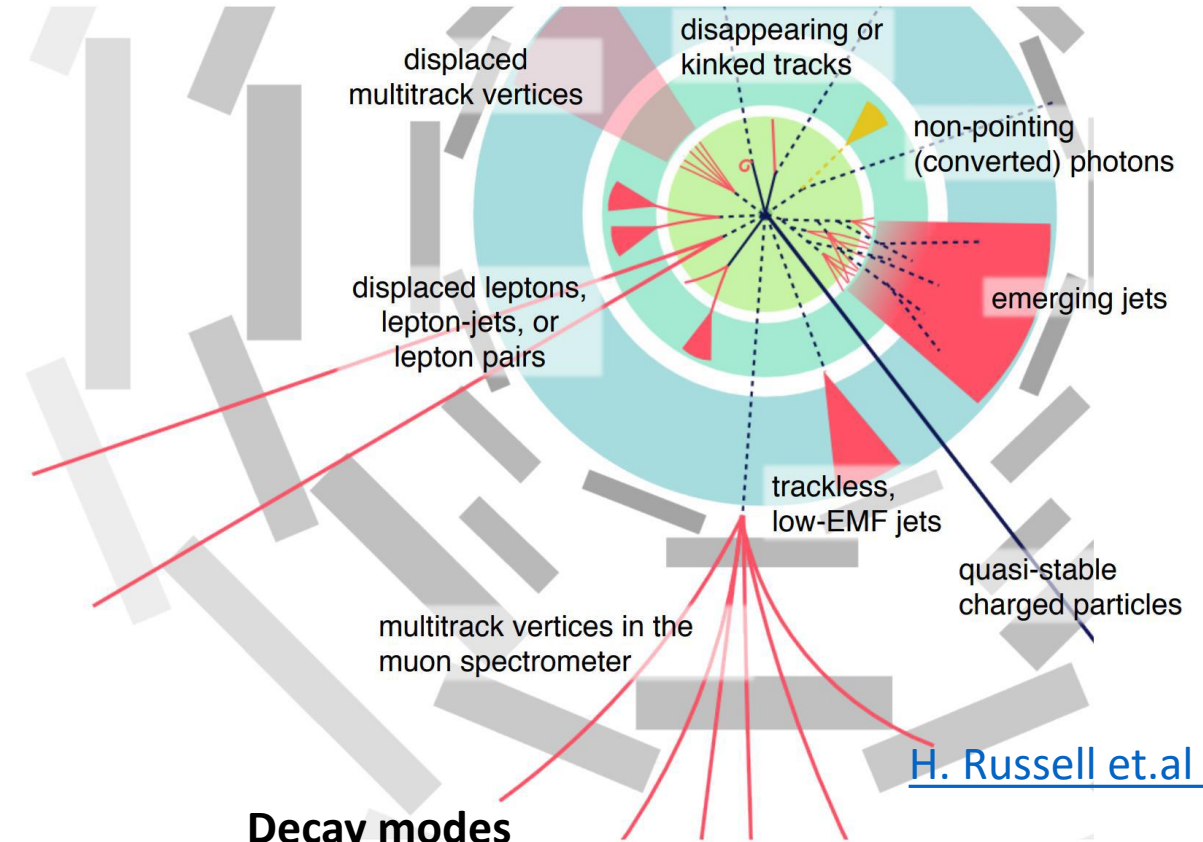 disappearing or
kinked tracks
displaced
multitrack vertices
non-pointing
(converted) photons
displaced leptons,
lepton-jets, or
lepton pairs
emerging jets
trackless,
low-EMF jets
quasi-stable
charged particles
multitrack vertices in the
muon spectrometer
H. Russell et.al
Decay modes